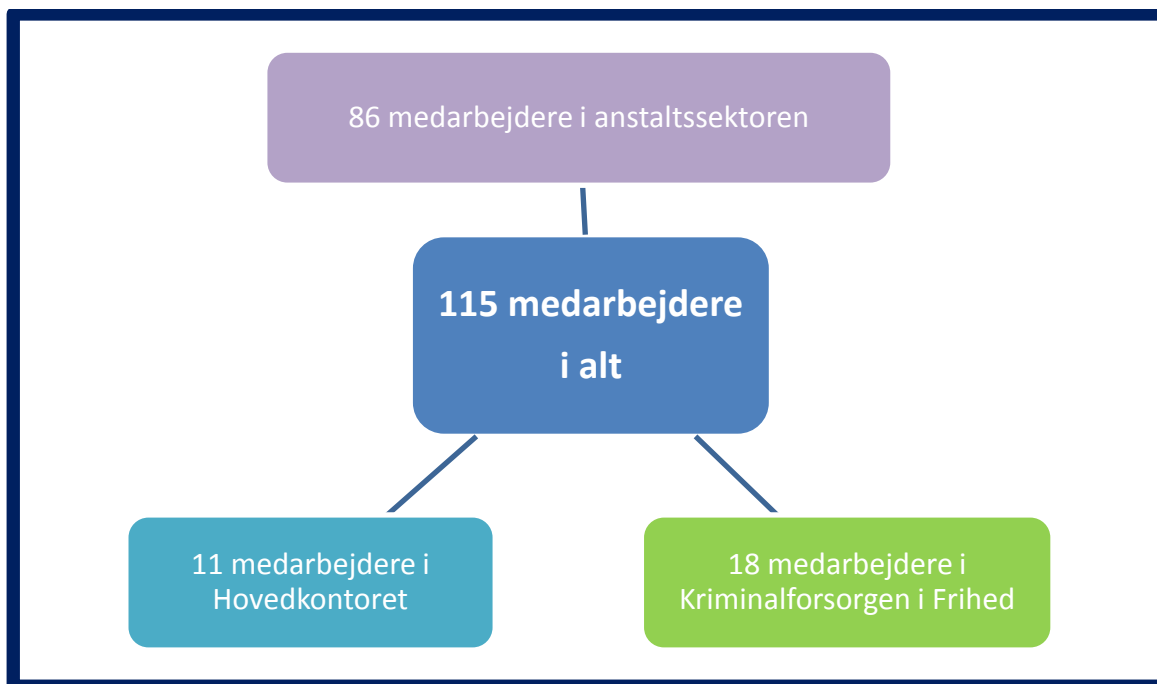 86 medarbejdere i anstaltssektoren
115 medarbejdere
i alt
11 medarbejdere i
Hovedkontoret
18 medarbejdere i
Kriminalforsorgen i Frihed